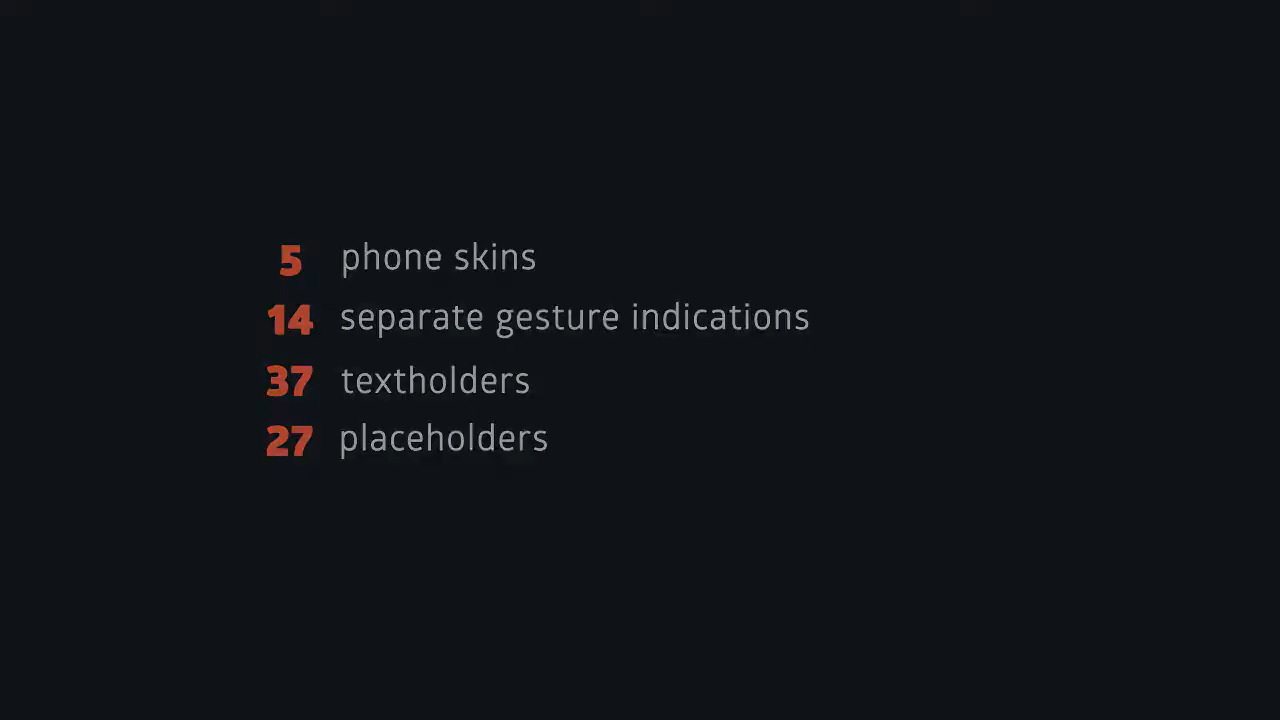 5 phone skins
14 separate gesture indications
37 textholders
27 placeholders